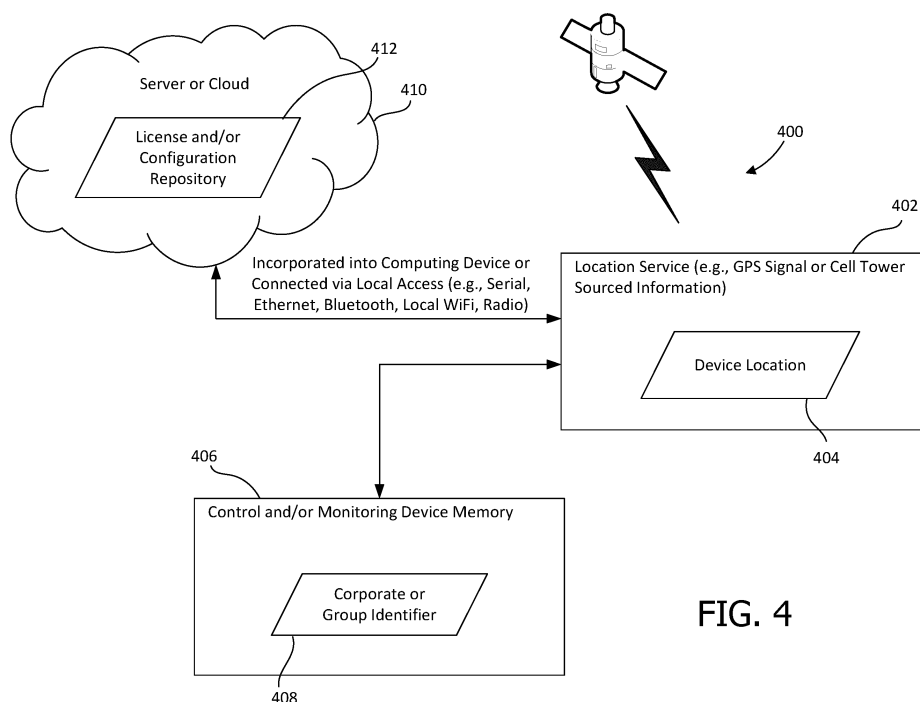 412
Server or Cloud
410
License and/or
Configuration
Repository
400
402
Incorporated into Computing Device or
Connected via Local Access (e.g., Serial,
Ethernet, Bluetooth, Local WiFi, Radio)
Location Service (e.g., GPS Signal or Cell Tower
Sourced Information)
Device Location
404
406
Control and/or Monitoring Device Memory
Corporate or
Group Identifier
408
FIG. 4